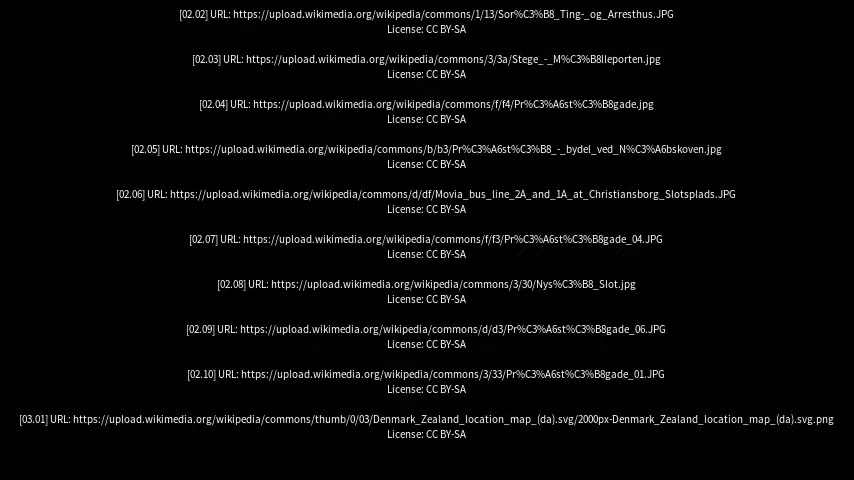 [02.02] URL: https://upload.wikimedia.org/wikipedia/commons/1/13/Sor%C3%B8_Ting-_og_Arresthus.JPG
License: CC BY-SA
[02.03] URL: https://upload.wikimedia.org/wikipedia/commons/3/3a/Stege_-_M%C3%B8lleporten.jpg
License: CC BY-SA
[02.04] URL: https://upload.wikimedia.org/wikipedia/commons/f/f4/Pr%C3%A6st%C3%B8gade.jpg
License: CC BY-SA
[02.05] URL: https://upload.wikimedia.org/wikipedia/commons/b/b3/Pr%C3%A6st%C3%B8_-_bydel_ved_N%C3%A6bskoven.jpg
License: CC BY-SA
[02.06] URL: https://upload.wikimedia.org/wikipedia/commons/d/df/Movia_bus_line_2A_and_1A_at_Christiansborg_Slotsplads.JPG
License: CC BY-SA
[02.07] URL: https://upload.wikimedia.org/wikipedia/commons/f/f3/Pr%C3%A6st%C3%B8gade_04.JPG
License: CC BY-SA
[02.08] URL: https://upload.wikimedia.org/wikipedia/commons/3/30/Nys%C3%B8_Slot.jpg
License: CC BY-SA
[02.09] URL: https://upload.wikimedia.org/wikipedia/commons/d/d3/Pr%C3%A6st%C3%B8gade_06.JPG
License: CC BY-SA
[02.10] URL: https://upload.wikimedia.org/wikipedia/commons/3/33/Pr%C3%A6st%C3%B8gade_01.JPG
License: CC BY-SA
[03.01] URL: https://upload.wikimedia.org/wikipedia/commons/thumb/0/03/Denmark_Zealand_location_map_(da).svg/2000px-Denmark_Zealand_location_map_(da).svg.png
License: CC BY-SA